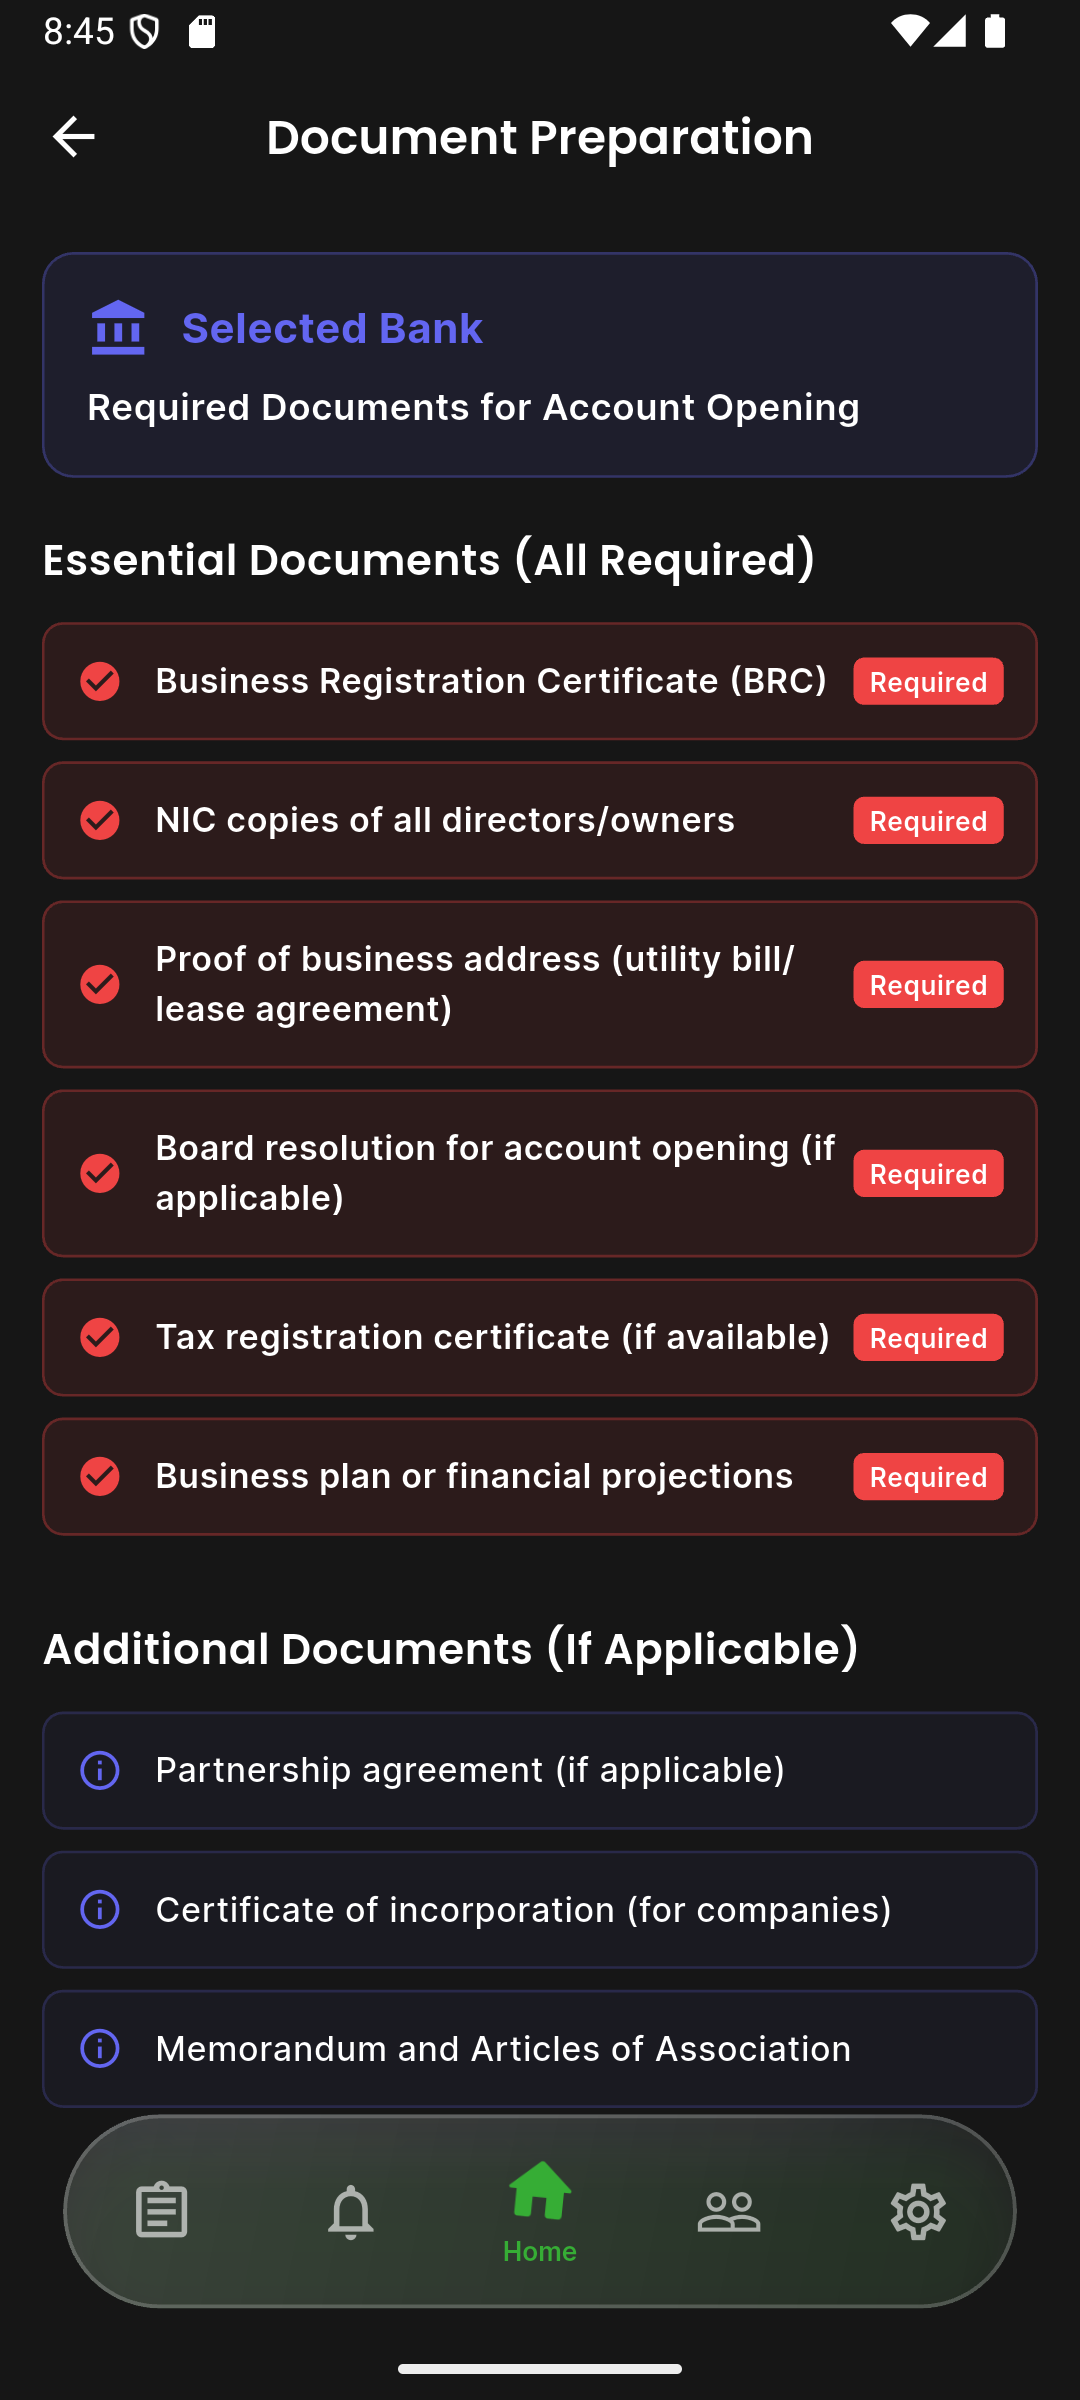 8:45
Document Preparation
Selected Bank
Required Documents for Account Opening
Essential Documents (All Required)
Business Registration Certificate (BRC) Required
NIC copies of all directors/owners Required
Proof of business address (utility bill/
lease agreement) Required
Board resolution for account opening (if
applicable) Required
Tax registration certificate (if available) Required
Business plan or financial projections Required
Additional Documents (If Applicable)
Partnership agreement (if applicable)
Certificate of incorporation (for companies)
Memorandum and Articles of Association
Home